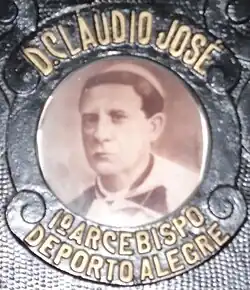 D. CLAUDIO JOSÉ
1º ARCEBISPO
DE PORTO ALEGRE